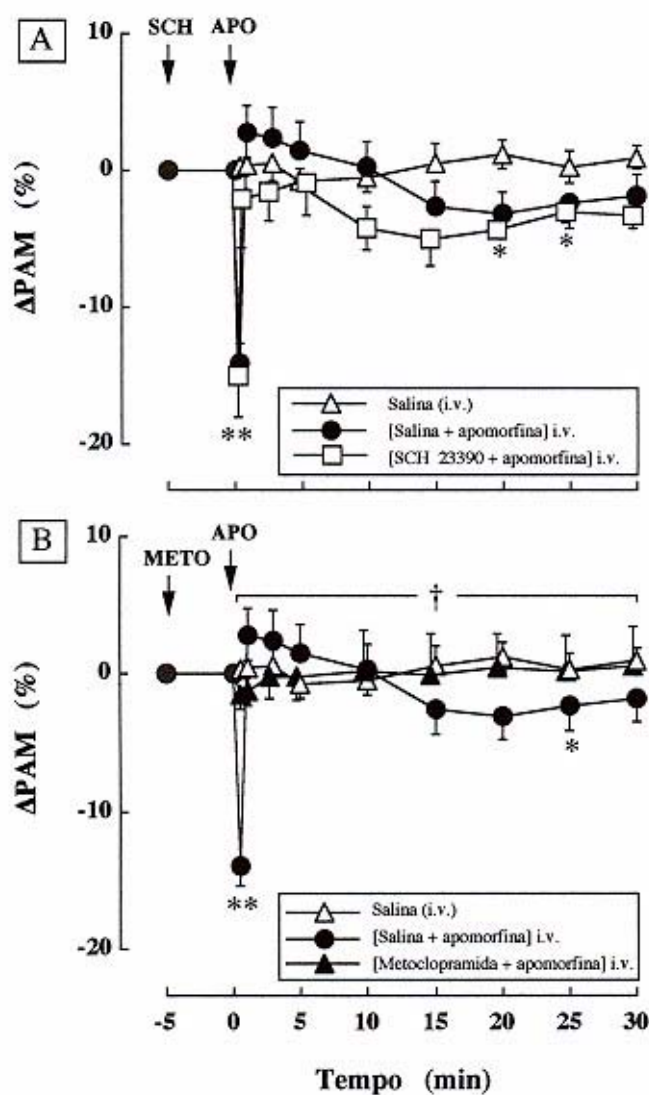 A
SCH APO
10
0
-10
-20
ΔPAM (%)
*
*
**
Salina (i.v.)
[Salina + apomorfina] i.v.
[SCH 23390 + apomorfina] i.v.
B
METO APO
†
10
0
-10
-20
ΔPAM (%)
*
**
Salina (i.v.)
[Salina + apomorfina] i.v.
[Metoclopramida + apomorfina] i.v.
-5 0 5 10 15 20 25 30
Tempo (min)